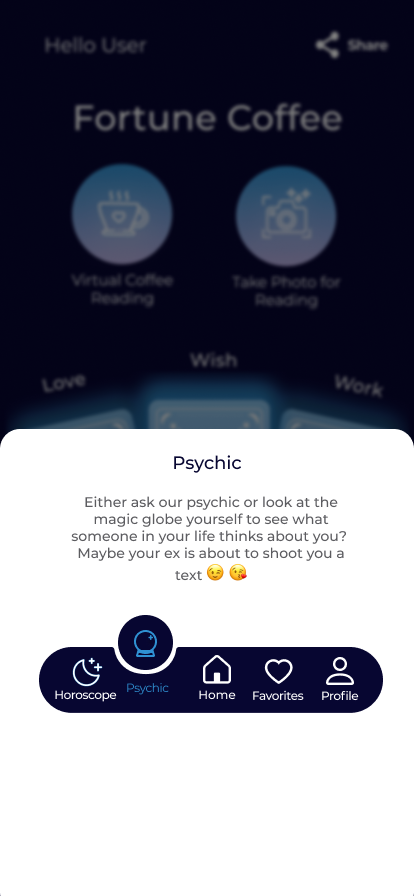 Hello User
Share
Fortune Coffee
Virtual Coffee
Reading
Take Photo for
Reading
Wish
Love
Work
Psychic
Either ask our psychic or look at the
magic globe yourself to see what
someone in your life thinks about you?
Maybe your ex is about to shoot you a
text 😉 😘
Horoscope
Psychic
Home
Favorites
Profile